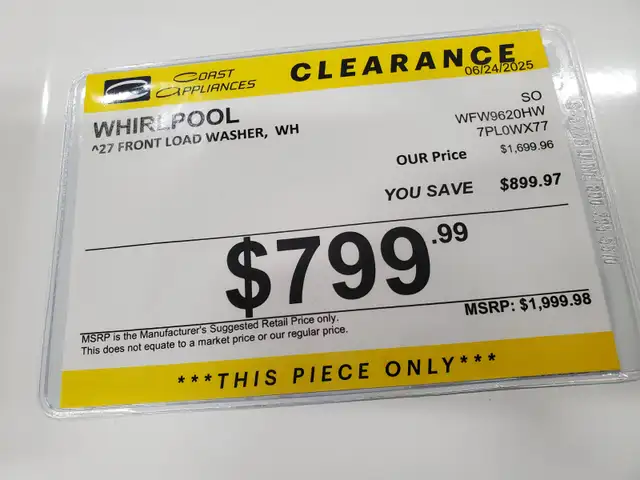 COAST
APPLIANCES
CLEARANCE
06/24/2025
WHIRLPOOL
^27 FRONT LOAD WASHER, WH
SO
WFW9620HW
7PL0WX77
OUR Price $1,699.96
YOU SAVE $899.97
$799.99
MSRP: $1,999.98
MSRP is the Manufacturer's Suggested Retail Price only.
This does not equate to a market price or our regular price.
***THIS PIECE ONLY***